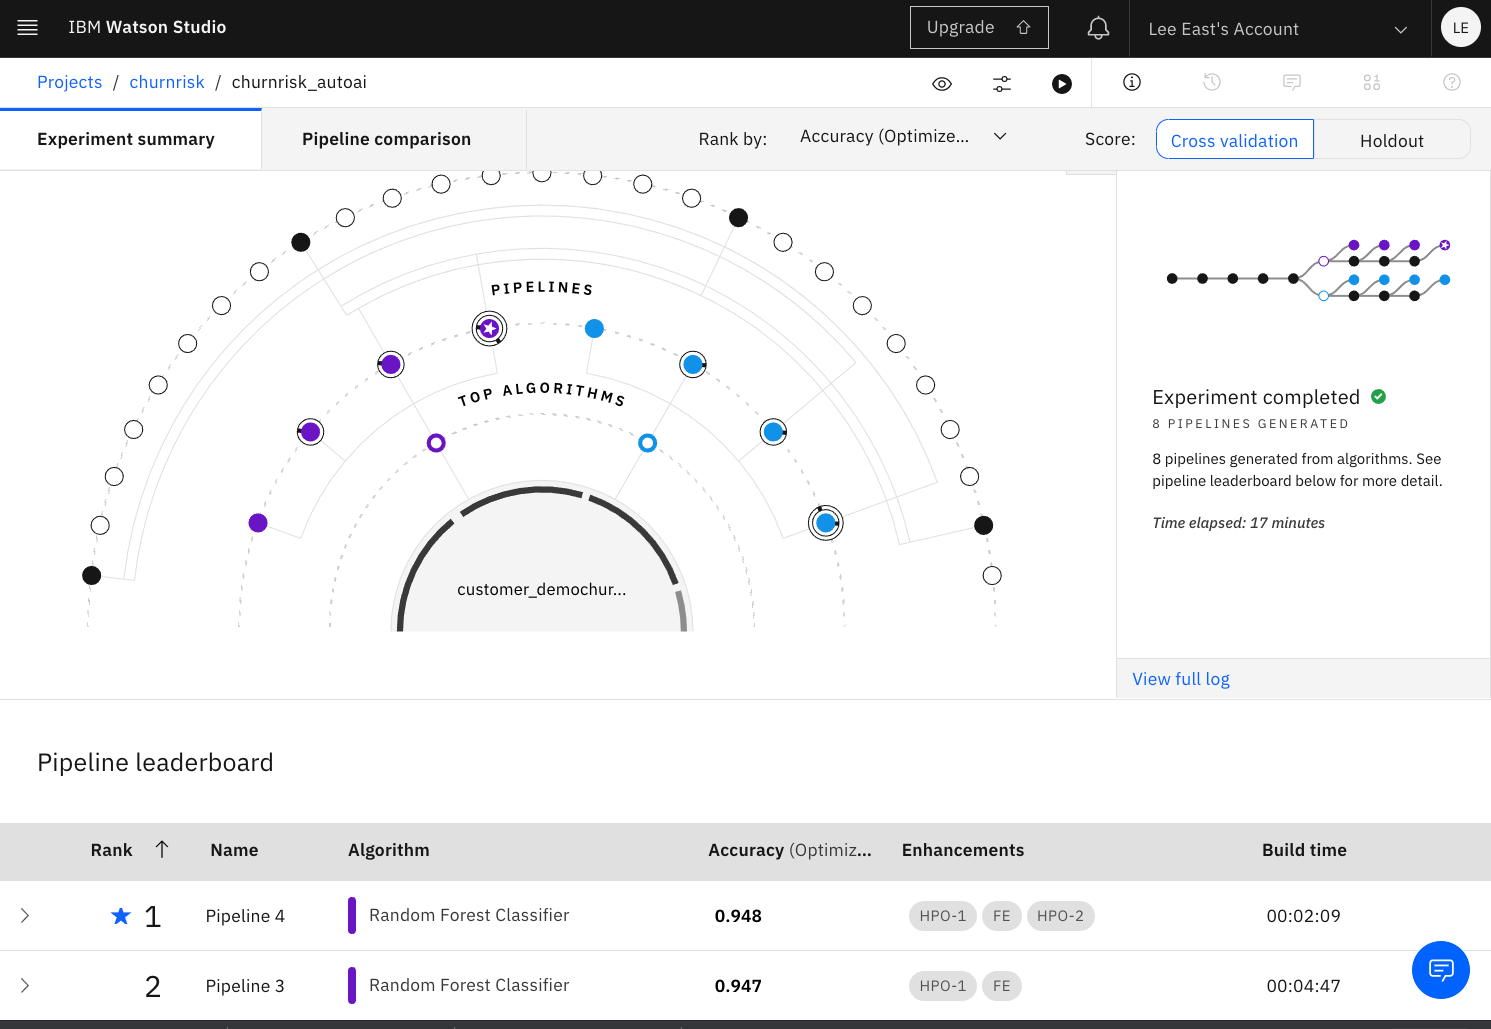 IBM Watson Studio
Upgrade
Lee East's Account
LE
Projects / churnrisk / churnrisk_autoai
Experiment summary
Pipeline comparison
Rank by:
Accuracy (Optimize...
Score:
Cross validation
Holdout
PIPELINES
TOP ALGORITHMS
customer_demochur...
Experiment completed
8 PIPELINES GENERATED
8 pipelines generated from algorithms. See
pipeline leaderboard below for more detail.
Time elapsed: 17 minutes
View full log
Pipeline leaderboard
Rank Name Algorithm Accuracy (Optimiz... Enhancements Build time
1 Pipeline 4 Random Forest Classifier 0.948 HPO-1 FE HPO-2 00:02:09
2 Pipeline 3 Random Forest Classifier 0.947 HPO-1 FE 00:04:47